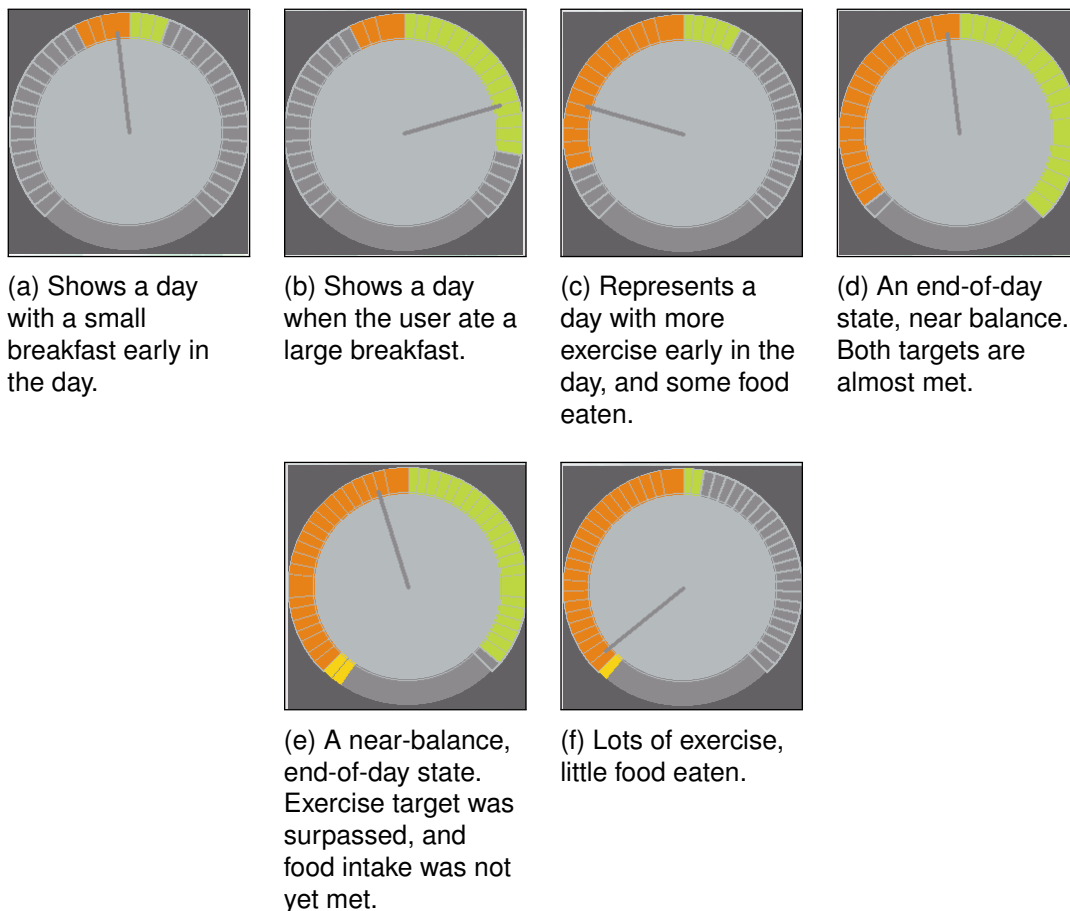 (a) Shows a day
with a small
breakfast early in
the day.
(b) Shows a day
when the user ate a
large breakfast.
(c) Represents a
day with more
exercise early in the
day, and some food
eaten.
(d) An end-of-day
state, near balance.
Both targets are
almost met.
(e) A near-balance,
end-of-day state.
Exercise target was
surpassed, and
food intake was not
yet met.
(f) Lots of exercise,
little food eaten.